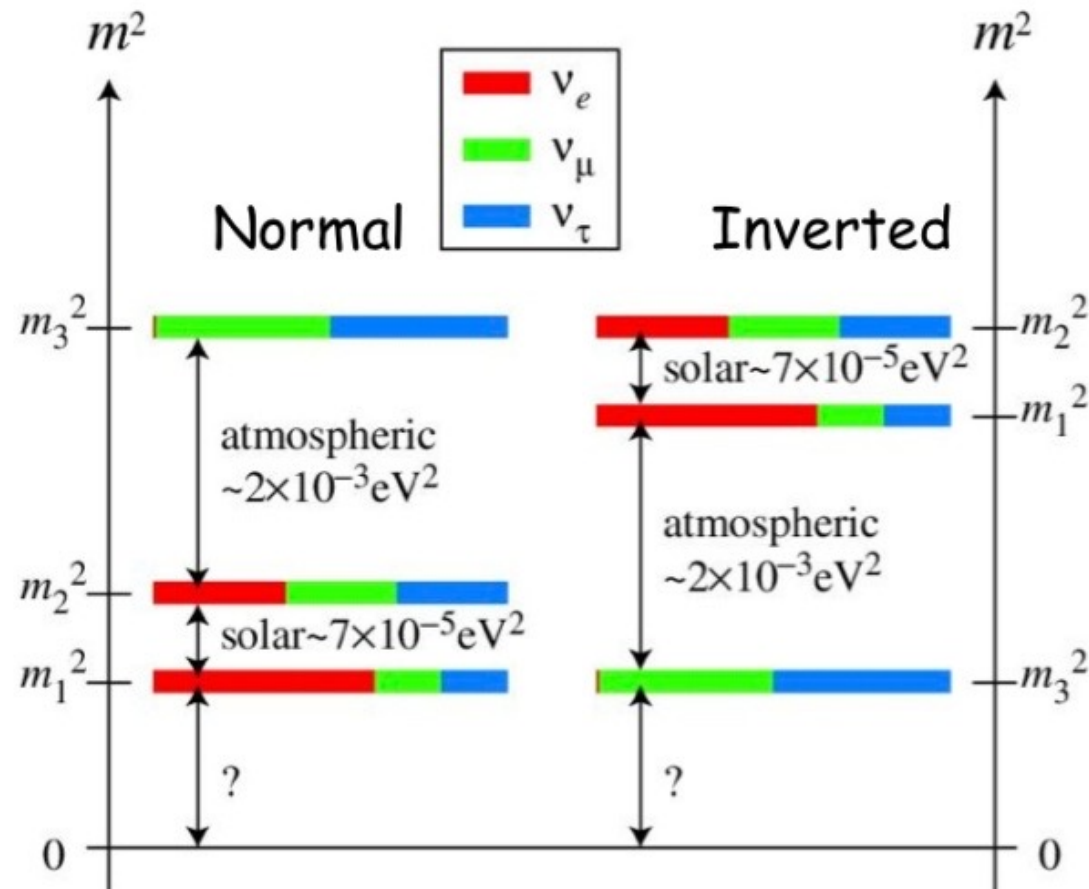 m² m²
νe
νμ
ντ
Normal Inverted
m₃² m₂²
solar~7×10⁻⁵eV²
m₁²
atmospheric
~2×10⁻³eV²
atmospheric
~2×10⁻³eV²
m₂²
solar~7×10⁻⁵eV²
m₁² m₃²
? ?
0 0